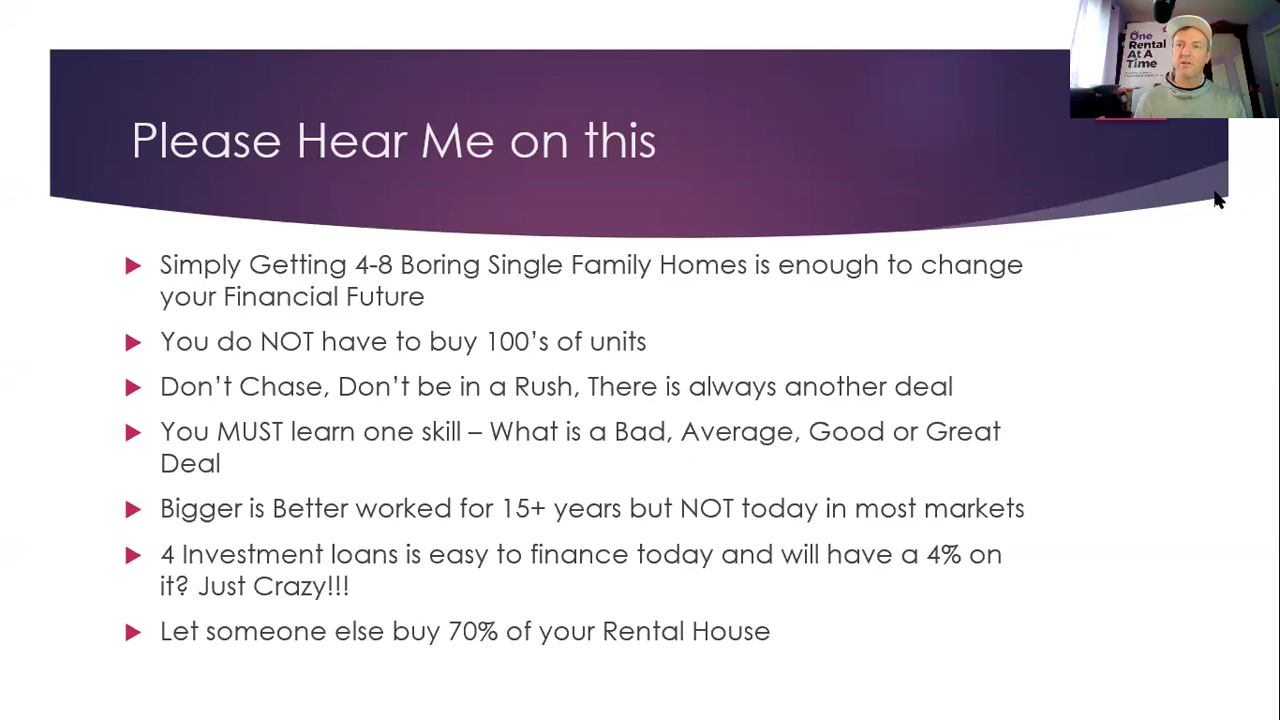 One
Rental
At A
Time
Please Hear Me on this
Simply Getting 4-8 Boring Single Family Homes is enough to change
your Financial Future
You do NOT have to buy 100’s of units
Don’t Chase, Don’t be in a Rush, There is always another deal
You MUST learn one skill – What is a Bad, Average, Good or Great
Deal
Bigger is Better worked for 15+ years but NOT today in most markets
4 Investment loans is easy to finance today and will have a 4% on
it? Just Crazy!!!
Let someone else buy 70% of your Rental House